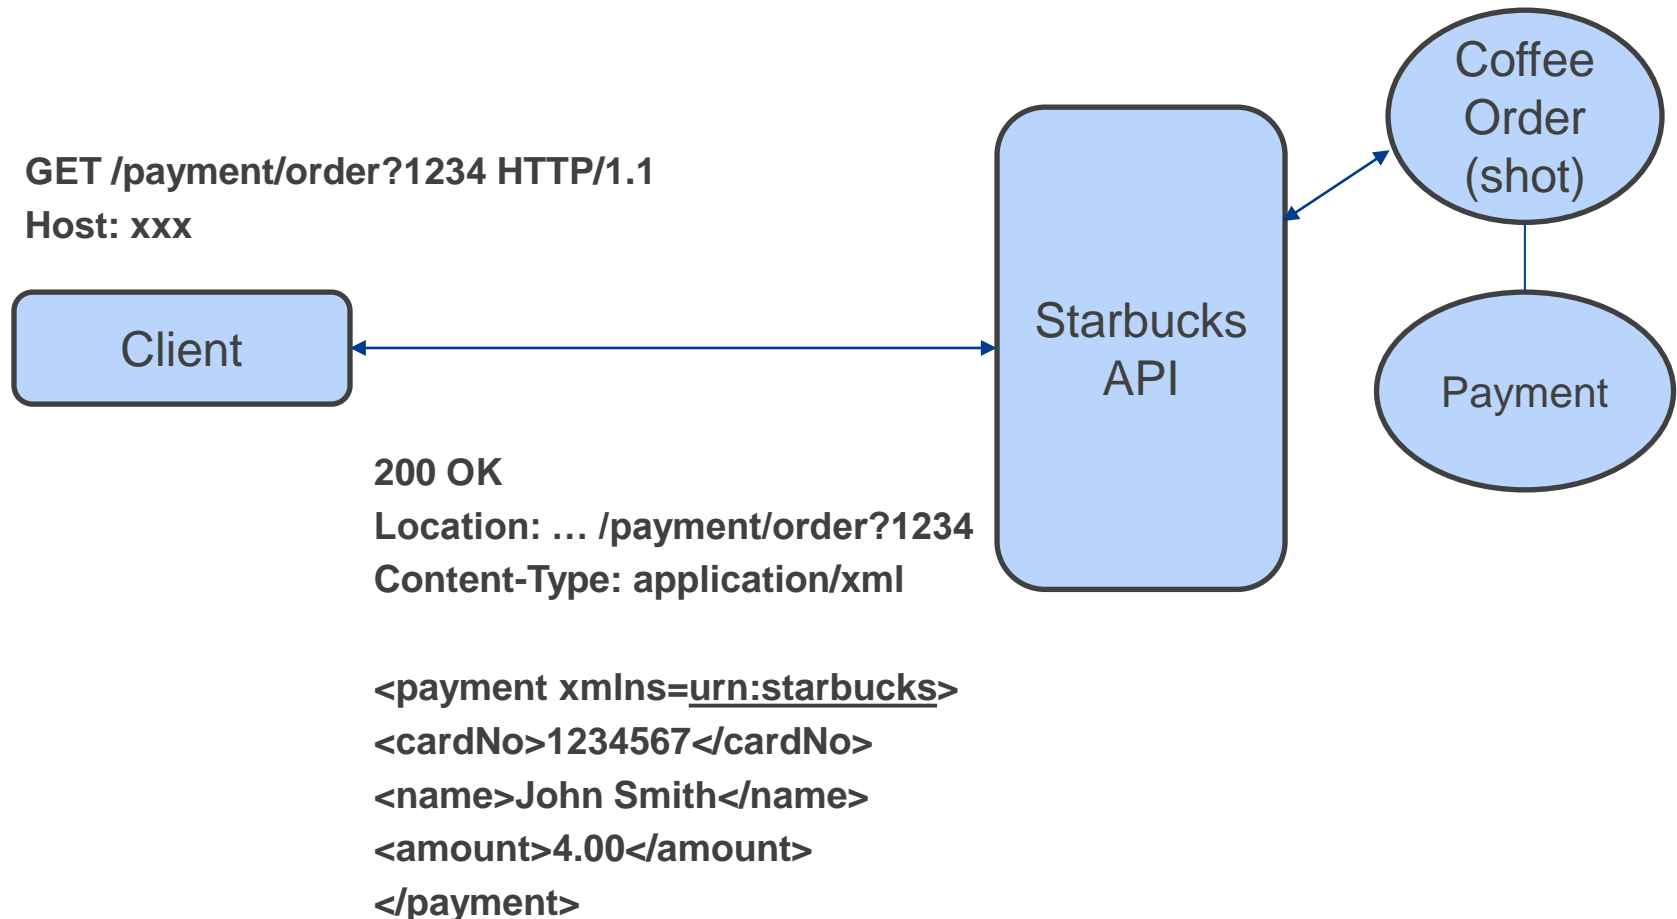 GET /payment/order?1234 HTTP/1.1
Host: xxx
Client
Starbucks
API
Coffee
Order
(shot)
Payment
200 OK
Location: … /payment/order?1234
Content-Type: application/xml
<payment xmlns=urn:starbucks>
<cardNo>1234567</cardNo>
<name>John Smith</name>
<amount>4.00</amount>
</payment>